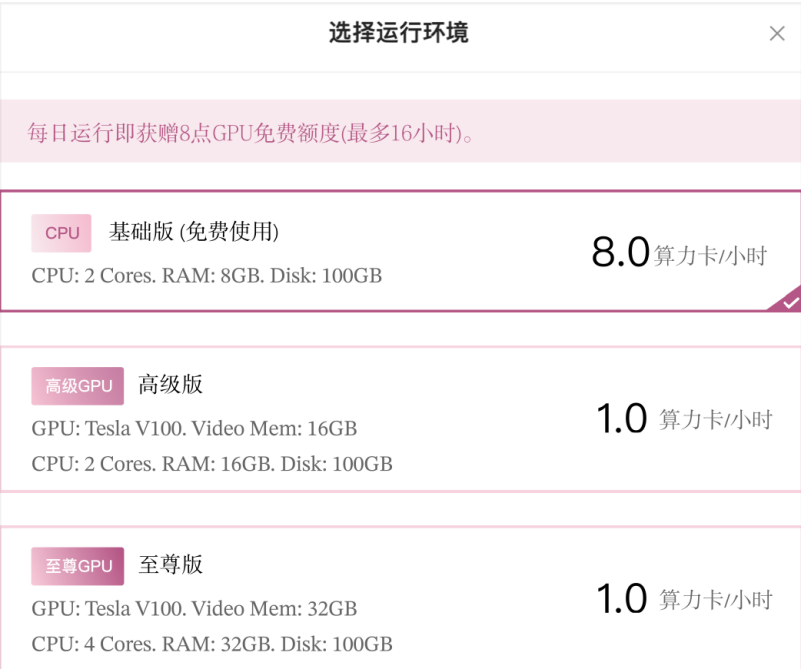 选择运行环境
每日运行即获赠8点GPU免费额度(最多16小时)。
CPU 基础版 (免费使用)
8.0 算力卡/小时
CPU: 2 Cores. RAM: 8GB. Disk: 100GB
高级GPU 高级版
1.0 算力卡/小时
GPU: Tesla V100. Video Mem: 16GB
CPU: 2 Cores. RAM: 16GB. Disk: 100GB
至尊GPU 至尊版
1.0 算力卡/小时
GPU: Tesla V100. Video Mem: 32GB
CPU: 4 Cores. RAM: 32GB. Disk: 100GB